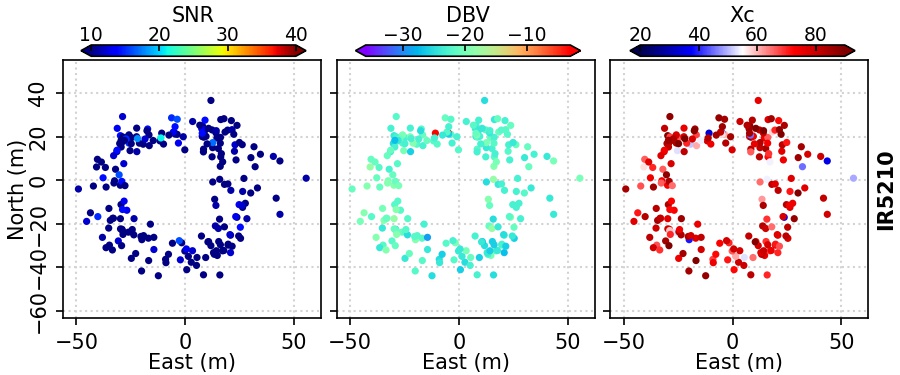 SNR DBV Xc
10 20 30 40 −30 −20 −10 20 40 60 80
40
20
0
−20
−40
−60
North (m)
IR5210
−50 0 50 −50 0 50 −50 0 50
East (m) East (m) East (m)